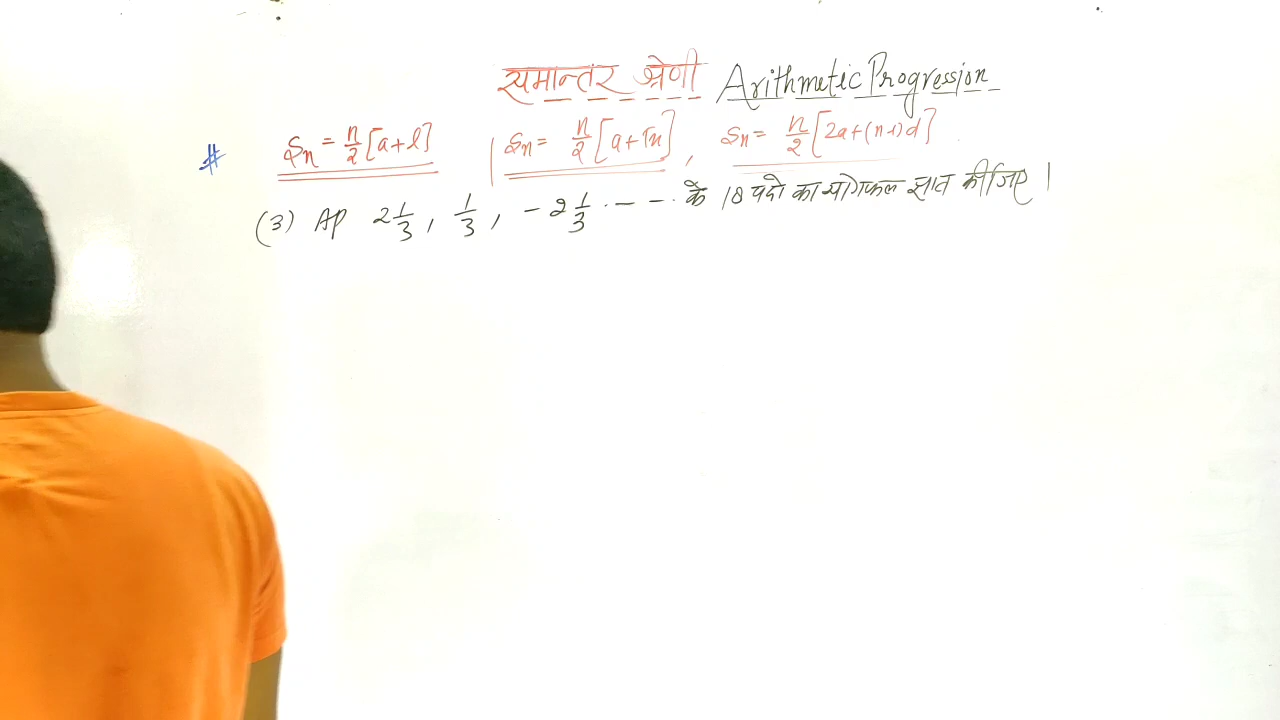 समान्तर श्रेणी Arithmetic Progression
# Sn = n/2 [a+l] | Sn = n/2 [a+Tn], Sn = n/2 [2a+(n-1)d]
(3) AP 2 1/3, 1/3, -2 1/3 - - - के 18 पदो का योगफल ज्ञात कीजिए।